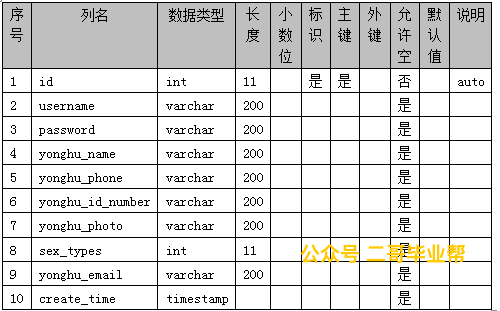 序号 列名 数据类型 长度 小数位 标识 主键 外键 允许空 默认值 说明
1 id int 11 是 是 否 auto
2 username varchar 200 是
3 password varchar 200 是
4 yonghu_name varchar 200 是
5 yonghu_phone varchar 200 是
6 yonghu_id_number varchar 200 是
7 yonghu_photo varchar 200 是
8 sex_types int 11 是
公众号 二哥毕业帮
9 yonghu_email varchar 200 是
10 create_time timestamp 是